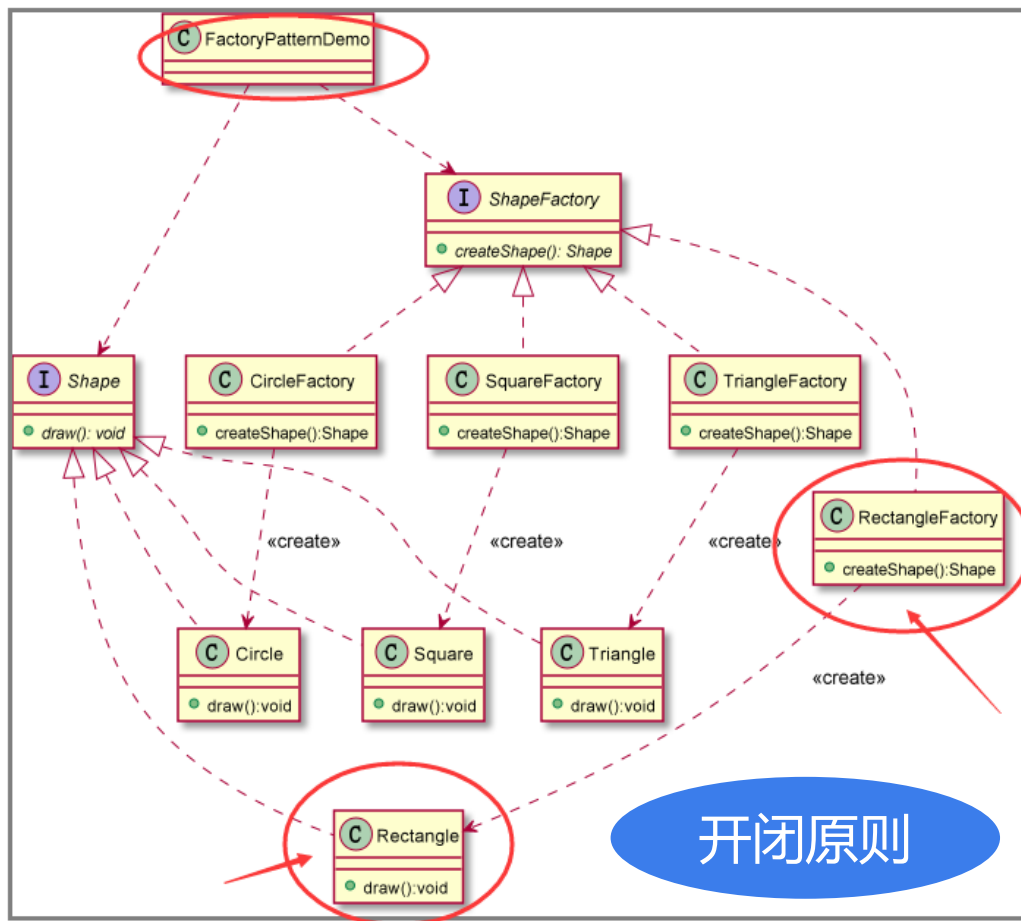 C FactoryPatternDemo
I ShapeFactory
createShape(): Shape
I Shape
draw(): void
C CircleFactory
createShape():Shape
C SquareFactory
createShape():Shape
C TriangleFactory
createShape():Shape
C RectangleFactory
createShape():Shape
«create»
«create»
«create»
C Circle
draw():void
C Square
draw():void
C Triangle
draw():void
«create»
C Rectangle
draw():void
开闭原则